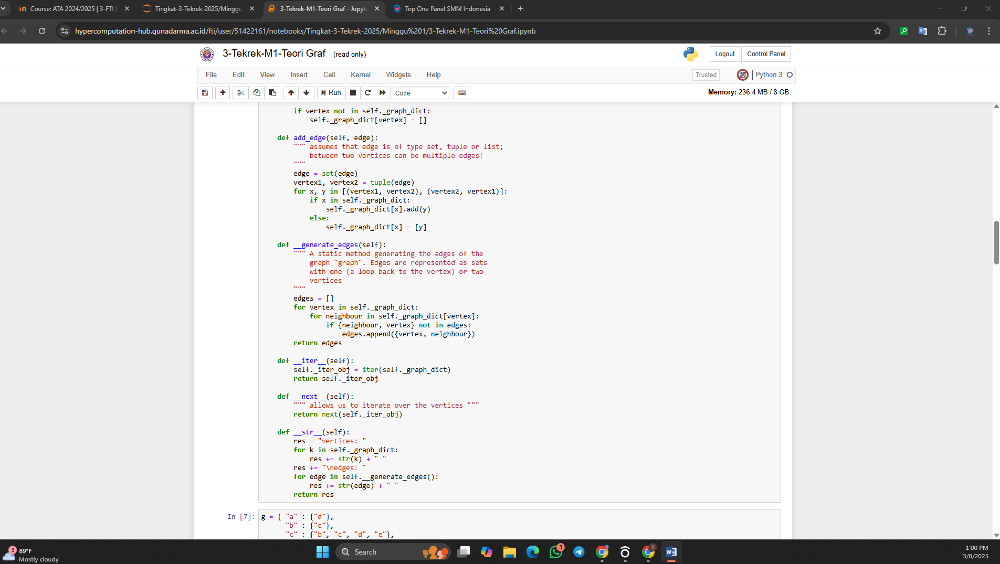 Course: ATA 2024/2025 | 3-FTI |
Tingkat-3-Tekrek-2025/Minggu
3-Tekrek-M1-Teori Graf - Jupyte
Top One Panel SMM Indonesia
hypercomputation-hub.gunadarma.ac.id/fti/user/51422161/notebooks/Tingkat-3-Tekrek-2025/Minggu%201/3-Tekrek-M1-Teori%20Graf.ipynb
3-Tekrek-M1-Teori Graf (read only)
Logout Control Panel
File Edit View Insert Cell Kernel Widgets Help
Trusted Python 3
Run Code
Memory: 236.4 MB / 8 GB
if vertex not in self._graph_dict:
self._graph_dict[vertex] = []
def add_edge(self, edge):
""" assumes that edge is of type set, tuple or list;
between two vertices can be multiple edges!
"""
edge = set(edge)
vertex1, vertex2 = tuple(edge)
for x, y in [(vertex1, vertex2), (vertex2, vertex1)]:
if x in self._graph_dict:
self._graph_dict[x].add(y)
else:
self._graph_dict[x] = [y]
def __generate_edges(self):
""" A static method generating the edges of the
graph "graph". Edges are represented as sets
with one (a loop back to the vertex) or two
vertices
"""
edges = []
for vertex in self._graph_dict:
for neighbour in self._graph_dict[vertex]:
if {neighbour, vertex} not in edges:
edges.append({vertex, neighbour})
return edges
def __iter__(self):
self._iter_obj = iter(self._graph_dict)
return self._iter_obj
def __next__(self):
""" allows us to iterate over the vertices """
return next(self._iter_obj)
def __str__(self):
res = "vertices: "
for k in self._graph_dict:
res += str(k) + " "
res += "\nedges: "
for edge in self.__generate_edges():
res += str(edge) + " "
return res
In [7]: g = { "a" : {"d"},
"b" : {"c"},
"c" : {"b", "c", "d", "e"},
3
89°F
Mostly cloudy
Search
3
T
1:00 PM
3/8/2025